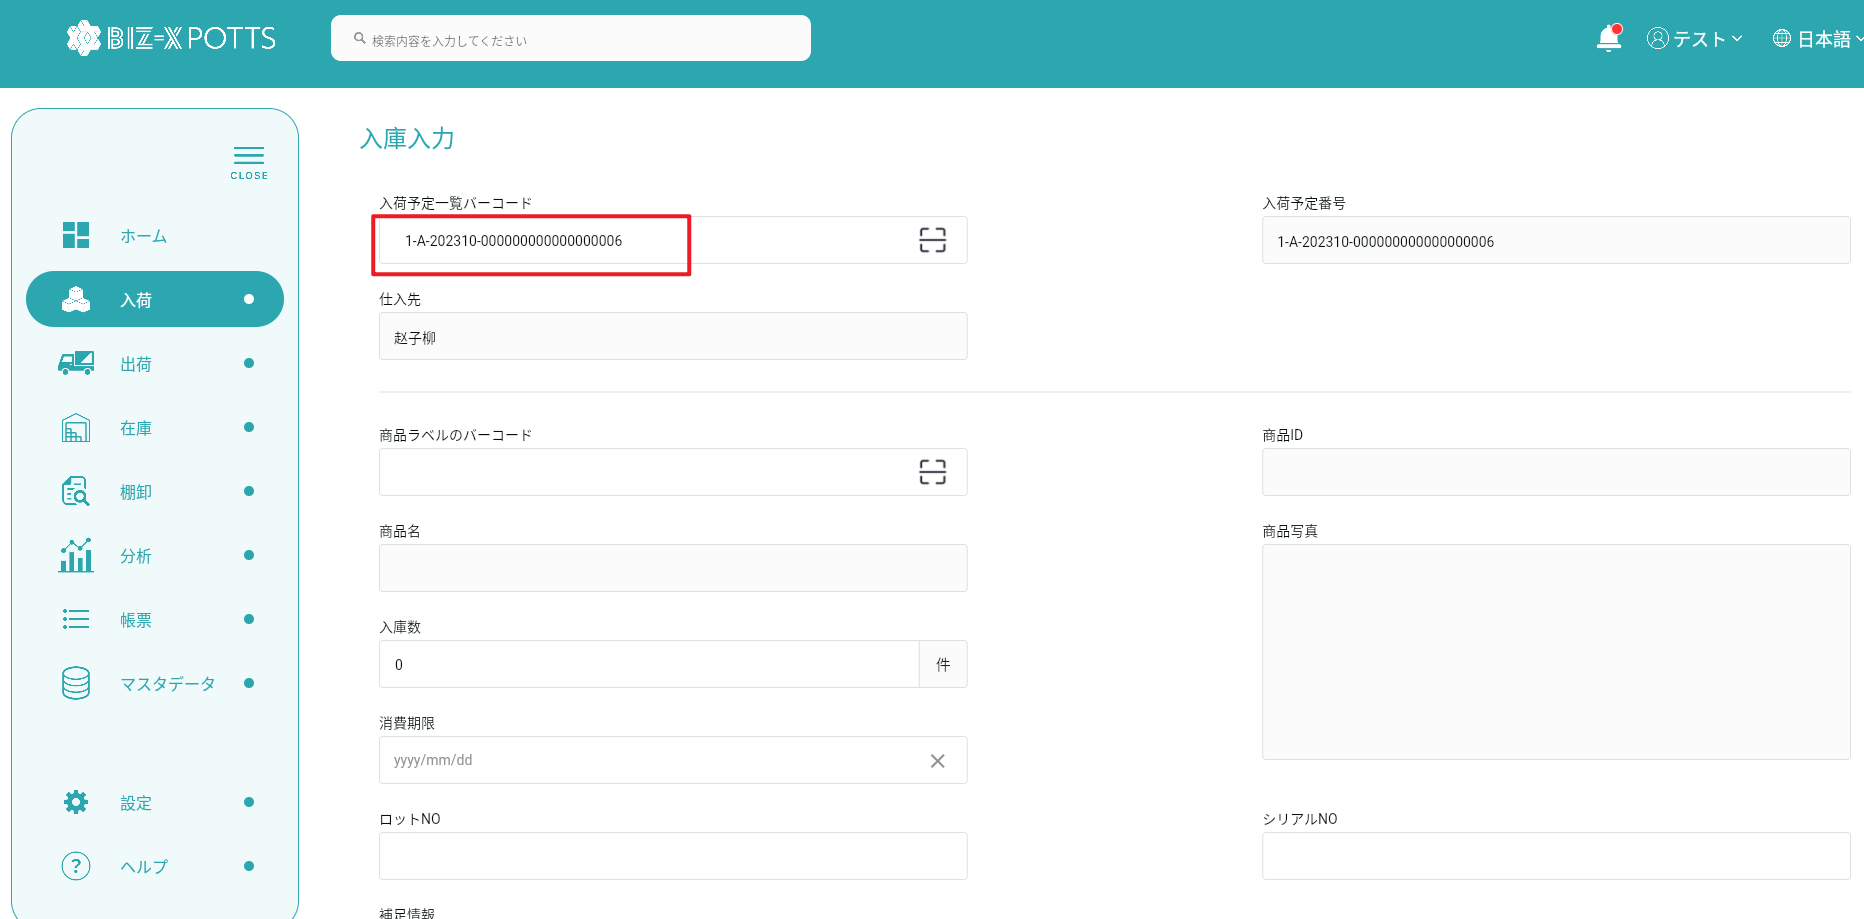 BIZ-X POTTS
検索内容を入力してください
テスト
日本語
CLOSE
ホーム
入荷
出荷
在庫
棚卸
分析
帳票
マスタデータ
設定
?
ヘルプ
入庫入力
入荷予定一覧バーコード
1-A-202310-000000000000000006
入荷予定番号
1-A-202310-000000000000000006
仕入先
赵子柳
商品ラベルのバーコード
商品ID
商品名
商品写真
入庫数
0
件
消費期限
yyyy/mm/dd
ロットNO
シリアルNO
補足情報